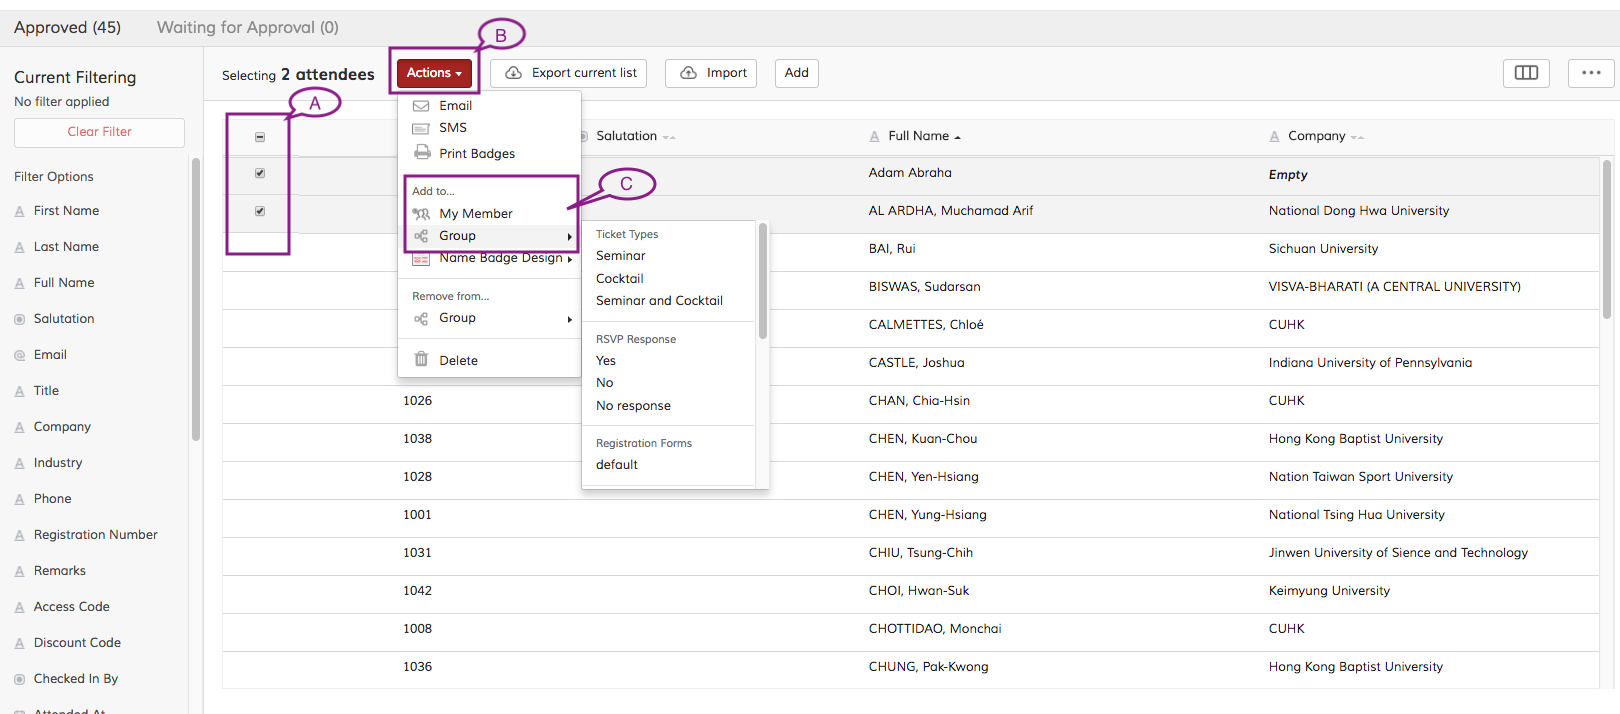 Approved (45) Waiting for Approval (0)
B
Current Filtering
No filter applied
Clear Filter
Filter Options
First Name
Last Name
Full Name
Salutation
Email
Title
Company
Industry
Phone
Registration Number
Remarks
Access Code
Discount Code
Checked In By
Attended At
Selecting 2 attendees Actions Export current list Import Add
A
Email
SMS
Print Badges
Add to...
My Member
Group
Name Badge Design
Remove from...
Group
Delete
C
Ticket Types
Seminar
Cocktail
Seminar and Cocktail
RSVP Response
Yes
No
No response
Registration Forms
default
Salutation Full Name Company
Adam Abraha Empty
AL ARDHA, Muchamad Arif National Dong Hwa University
BAI, Rui Sichuan University
BISWAS, Sudarsan VISVA-BHARATI (A CENTRAL UNIVERSITY)
CALMETTES, Chloé CUHK
CASTLE, Joshua Indiana University of Pennsylvania
1026 CHAN, Chia-Hsin CUHK
1038 CHEN, Kuan-Chou Hong Kong Baptist University
1028 CHEN, Yen-Hsiang Nation Taiwan Sport University
1001 CHEN, Yung-Hsiang National Tsing Hua University
1031 CHIU, Tsung-Chih Jinwen University of Sience and Technology
1042 CHOI, Hwan-Suk Keimyung University
1008 CHOTTIDAO, Monchai CUHK
1036 CHUNG, Pak-Kwong Hong Kong Baptist University